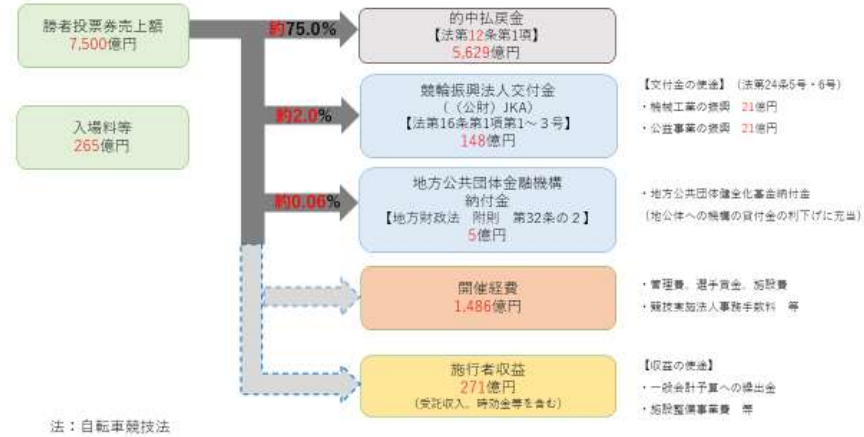 勝者投票券売上額
7,500億円
入場料等
265億円
約75.0%
約2.0%
約0.06%
的中払戻金
【法第12条第1項】
5,629億円
競輪振興法人交付金
((公財)JKA)
【法第16条第1項第1~3号】
148億円
【交付金の使途】(法第24条5号・6号)
・機械工業の振興 21億円
・公益事業の振興 21億円
地方公共団体金融機構
納付金
【地方財政法 附則 第32条の2】
5億円
・地方公共団体健全化基金納付金
(地公体への機構の貸付金の利下げに充当)
開催経費
1,486億円
・管理費、選手賞金、施設費
・競技実施法人事務手数料 等
施行者収益
271億円
(受託収入、時効金等を含む)
【収益の使途】
・一般会計予算への繰出金
・施設整備事業費 等
法:自転車競技法